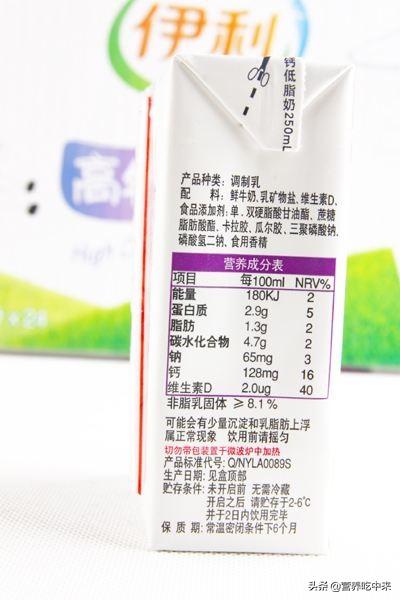 伊利
高钙
钙低脂奶250mL
产品种类: 调制乳
配 料: 鲜牛奶、乳矿物盐、维生素D、
食品添加剂: 单,双硬脂酸甘油酯、蔗糖
脂肪酸酯、卡拉胶、瓜尔胶、三聚磷酸钠、
磷酸氢二钠、食用香精
营养成分表
项目 每100ml NRV%
能量 180KJ 2
蛋白质 2.9g 5
脂肪 1.3g 2
碳水化合物 4.7g 2
钠 65mg 3
钙 128mg 16
维生素D 2.0ug 40
非脂乳固体 ≥8.1%
可能会有少量沉淀和乳脂肪上浮
属正常现象 饮用前请摇匀
切勿带包装置于微波炉中加热
产品标准代号: Q/NYLA0089S
生产日期: 见盒顶部
贮存条件: 未开启前 无需冷藏
开启之后 请贮存于2-6℃
并于2日内饮用完毕
保 质 期: 常温密闭条件下6个月
头条@营养吃中来